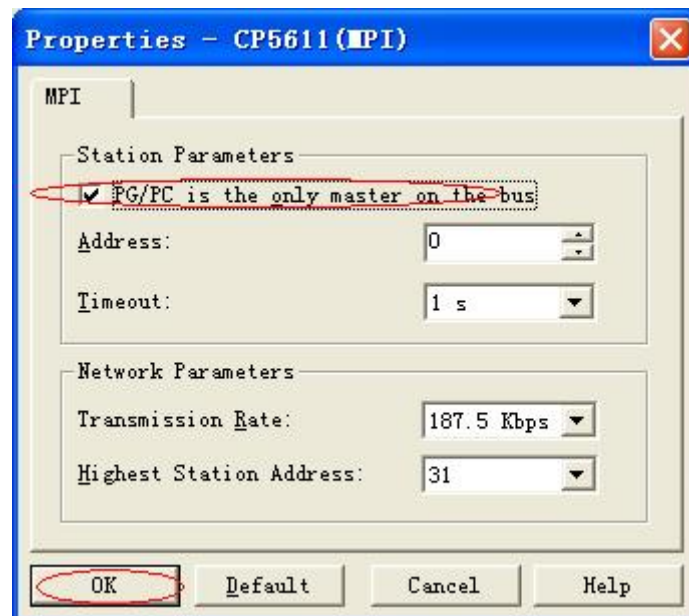 Properties - CP5611(MPI)
MPI
Station Parameters
PG/PC is the only master on the bus
Address:
0
Timeout:
1 s
Network Parameters
Transmission Rate:
187.5 Kbps
Highest Station Address:
31
OK
Default
Cancel
Help